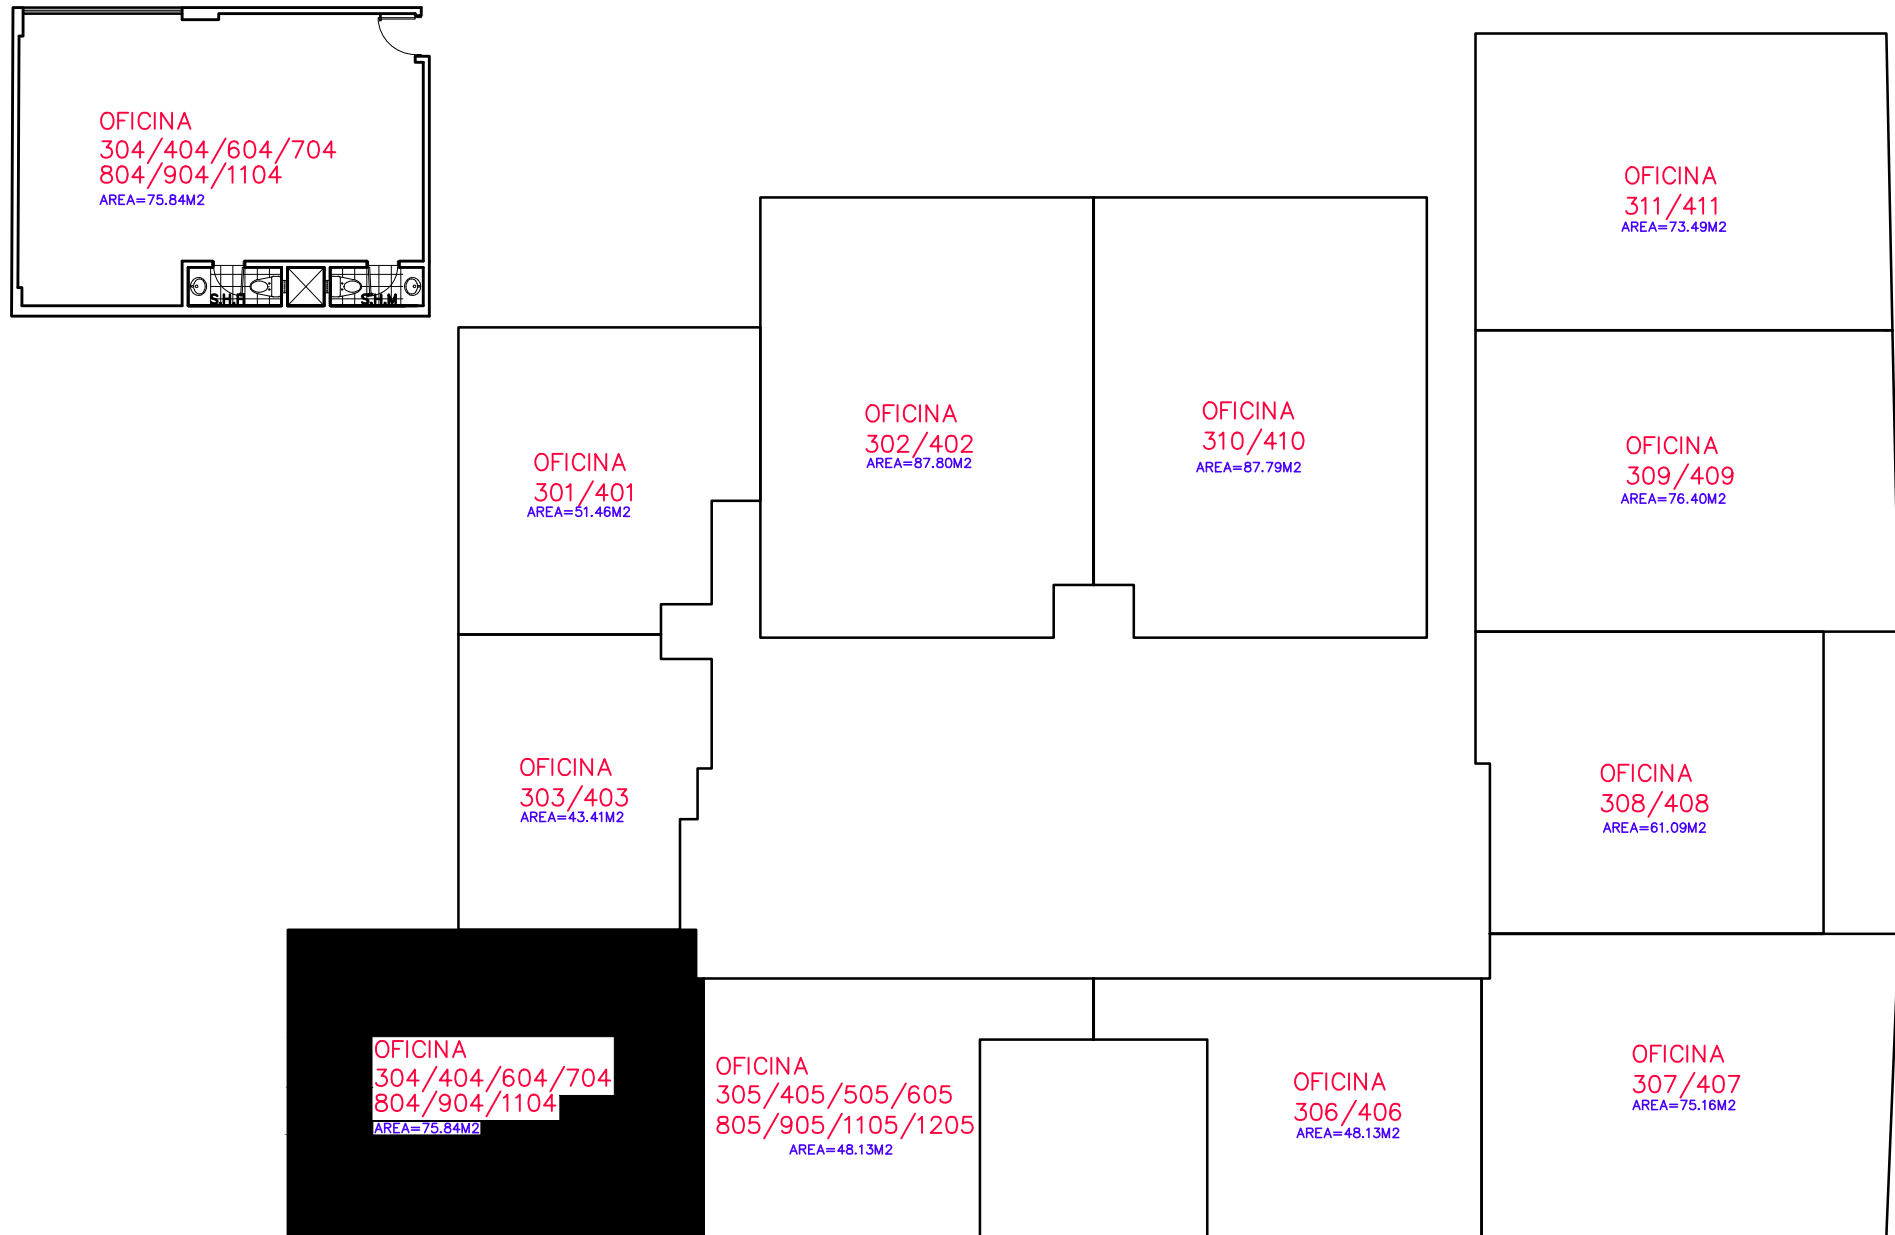 OFICINA
304/404/604/704
804/904/1104
AREA=75.84M2
S.H.H
S.H.M
OFICINA
311/411
AREA=73.49M2
OFICINA
302/402
AREA=87.80M2
OFICINA
310/410
AREA=87.79M2
OFICINA
309/409
AREA=76.40M2
OFICINA
301/401
AREA=51.46M2
OFICINA
303/403
AREA=43.41M2
OFICINA
308/408
AREA=61.09M2
OFICINA
304/404/604/704
804/904/1104
AREA=75.84M2
OFICINA
305/405/505/605
805/905/1105/1205
AREA=48.13M2
OFICINA
306/406
AREA=48.13M2
OFICINA
307/407
AREA=75.16M2